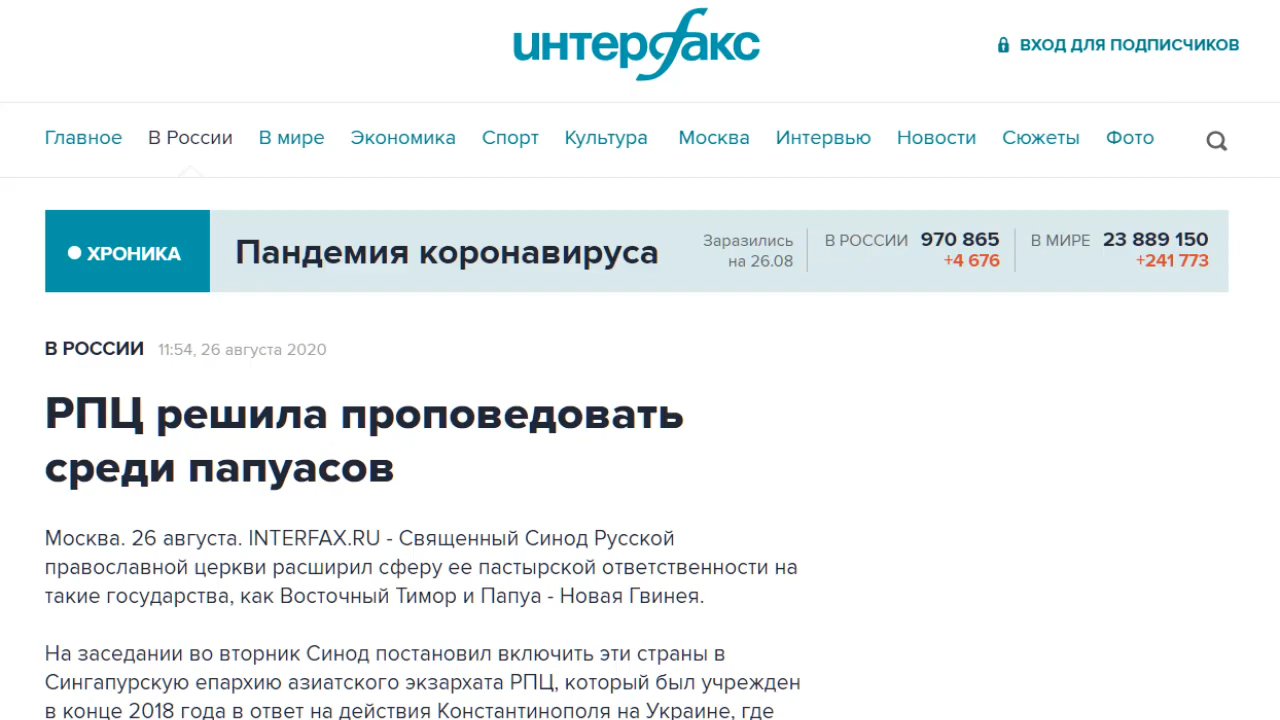 интерфакс
ВХОД ДЛЯ ПОДПИСЧИКОВ
Главное В России В мире Экономика Спорт Культура Москва Интервью Новости Сюжеты Фото
ХРОНИКА
Пандемия коронавируса
Заразились
на 26.08
В РОССИИ 970 865
+4 676
В МИРЕ 23 889 150
+241 773
В РОССИИ 11:54, 26 августа 2020
РПЦ решила проповедовать
среди папуасов
Москва. 26 августа. INTERFAX.RU - Священный Синод Русской
православной церкви расширил сферу ее пастырской ответственности на
такие государства, как Восточный Тимор и Папуа - Новая Гвинея.
На заседании во вторник Синод постановил включить эти страны в
Сингапурскую епархию азиатского экзархата РПЦ, который был учрежден
в конце 2018 года в ответ на действия Константинополя на Украине, где